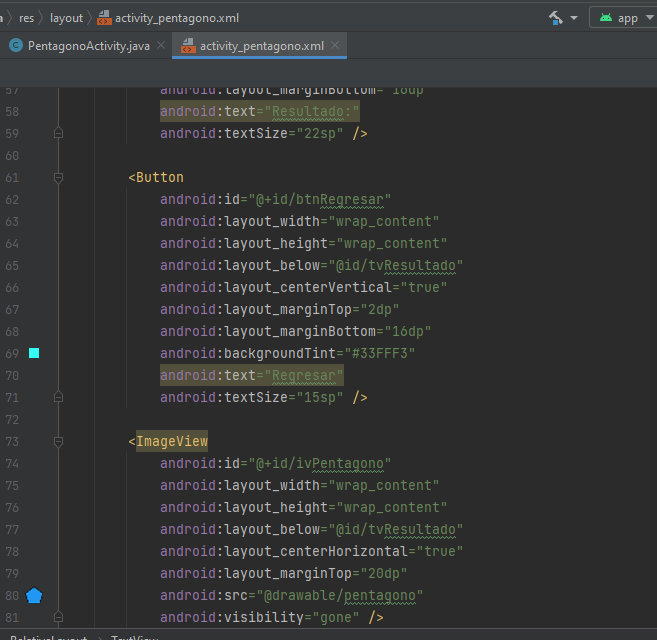 res
layout
activity_pentagono.xml
app
PentagonoActivity.java
activity_pentagono.xml
57 android:layout_marginBottom="16dp
58 android:text="Resultado:"
59 android:textSize="22sp" />
60
61 <Button
62 android:id="@+id/btnRegresar"
63 android:layout_width="wrap_content"
64 android:layout_height="wrap_content"
65 android:layout_below="@id/tvResultado"
66 android:layout_centerVertical="true"
67 android:layout_marginTop="2dp"
68 android:layout_marginBottom="16dp"
69 android:backgroundTint="#33FFF3"
70 android:text="Regresar"
71 android:textSize="15sp" />
72
73 <ImageView
74 android:id="@+id/ivPentagono"
75 android:layout_width="wrap_content"
76 android:layout_height="wrap_content"
77 android:layout_below="@id/tvResultado"
78 android:layout_centerHorizontal="true"
79 android:layout_marginTop="20dp"
80 android:src="@drawable/pentagono"
81 android:visibility="gone" />
RelativeLayout
TextView